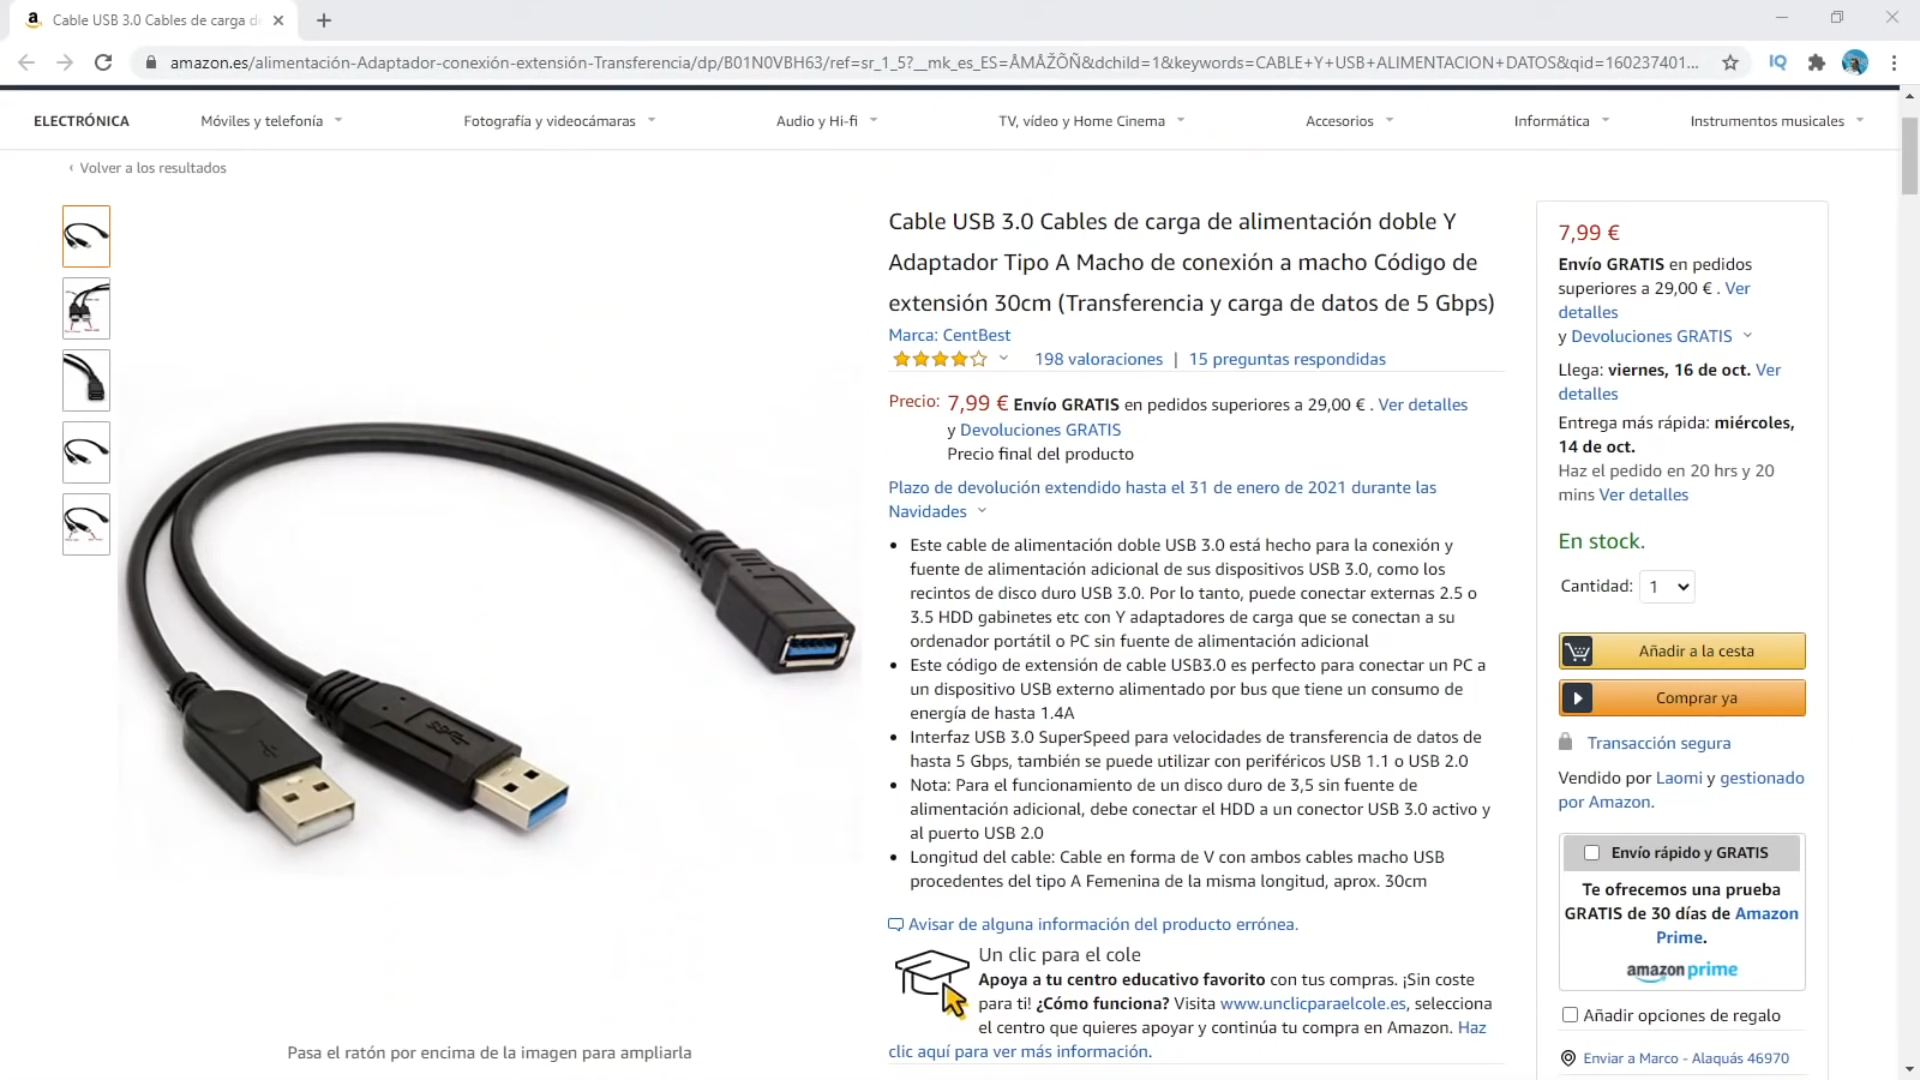 Cable USB 3.0 Cables de carga d
amazon.es/alimentación-Adaptador-conexión-extensión-Transferencia/dp/B01N0VBH63/ref=sr_1_5?__mk_es_ES=ÅMÅŽÕÑ&dchild=1&keywords=CABLE+Y+USB+ALIMENTACION+DATOS&qid=160237401...
IQ
ELECTRÓNICA
Móviles y telefonía
Fotografía y videocámaras
Audio y Hi-fi
TV, vídeo y Home Cinema
Accesorios
Informática
Instrumentos musicales
‹ Volver a los resultados
Cable USB 3.0 Cables de carga de alimentación doble Y
Adaptador Tipo A Macho de conexión a macho Código de
extensión 30cm (Transferencia y carga de datos de 5 Gbps)
Marca: CentBest
198 valoraciones | 15 preguntas respondidas
Precio: 7,99 € Envío GRATIS en pedidos superiores a 29,00 € . Ver detalles
y Devoluciones GRATIS
Precio final del producto
Plazo de devolución extendido hasta el 31 de enero de 2021 durante las
Navidades
• Este cable de alimentación doble USB 3.0 está hecho para la conexión y
fuente de alimentación adicional de sus dispositivos USB 3.0, como los
recintos de disco duro USB 3.0. Por lo tanto, puede conectar externas 2.5 o
3.5 HDD gabinetes etc con Y adaptadores de carga que se conectan a su
ordenador portátil o PC sin fuente de alimentación adicional
• Este código de extensión de cable USB3.0 es perfecto para conectar un PC a
un dispositivo USB externo alimentado por bus que tiene un consumo de
energía de hasta 1.4A
• Interfaz USB 3.0 SuperSpeed para velocidades de transferencia de datos de
hasta 5 Gbps, también se puede utilizar con periféricos USB 1.1 o USB 2.0
• Nota: Para el funcionamiento de un disco duro de 3,5 sin fuente de
alimentación adicional, debe conectar el HDD a un conector USB 3.0 activo y
al puerto USB 2.0
• Longitud del cable: Cable en forma de V con ambos cables macho USB
procedentes del tipo A Femenina de la misma longitud, aprox. 30cm
Avisar de alguna información del producto errónea.
Un clic para el cole
Apoya a tu centro educativo favorito con tus compras. ¡Sin coste
para ti! ¿Cómo funciona? Visita www.unclicparaelcole.es, selecciona
el centro que quieres apoyar y continúa tu compra en Amazon. Haz
clic aquí para ver más información.
Pasa el ratón por encima de la imagen para ampliarla
7,99 €
Envío GRATIS en pedidos
superiores a 29,00 € . Ver
detalles
y Devoluciones GRATIS
Llega: viernes, 16 de oct. Ver
detalles
Entrega más rápida: miércoles,
14 de oct.
Haz el pedido en 20 hrs y 20
mins Ver detalles
En stock.
Cantidad: 1
Añadir a la cesta
Comprar ya
Transacción segura
Vendido por Laomi y gestionado
por Amazon.
Envío rápido y GRATIS
Te ofrecemos una prueba
GRATIS de 30 días de Amazon
Prime.
amazon prime
Añadir opciones de regalo
Enviar a Marco - Alaquás 46970